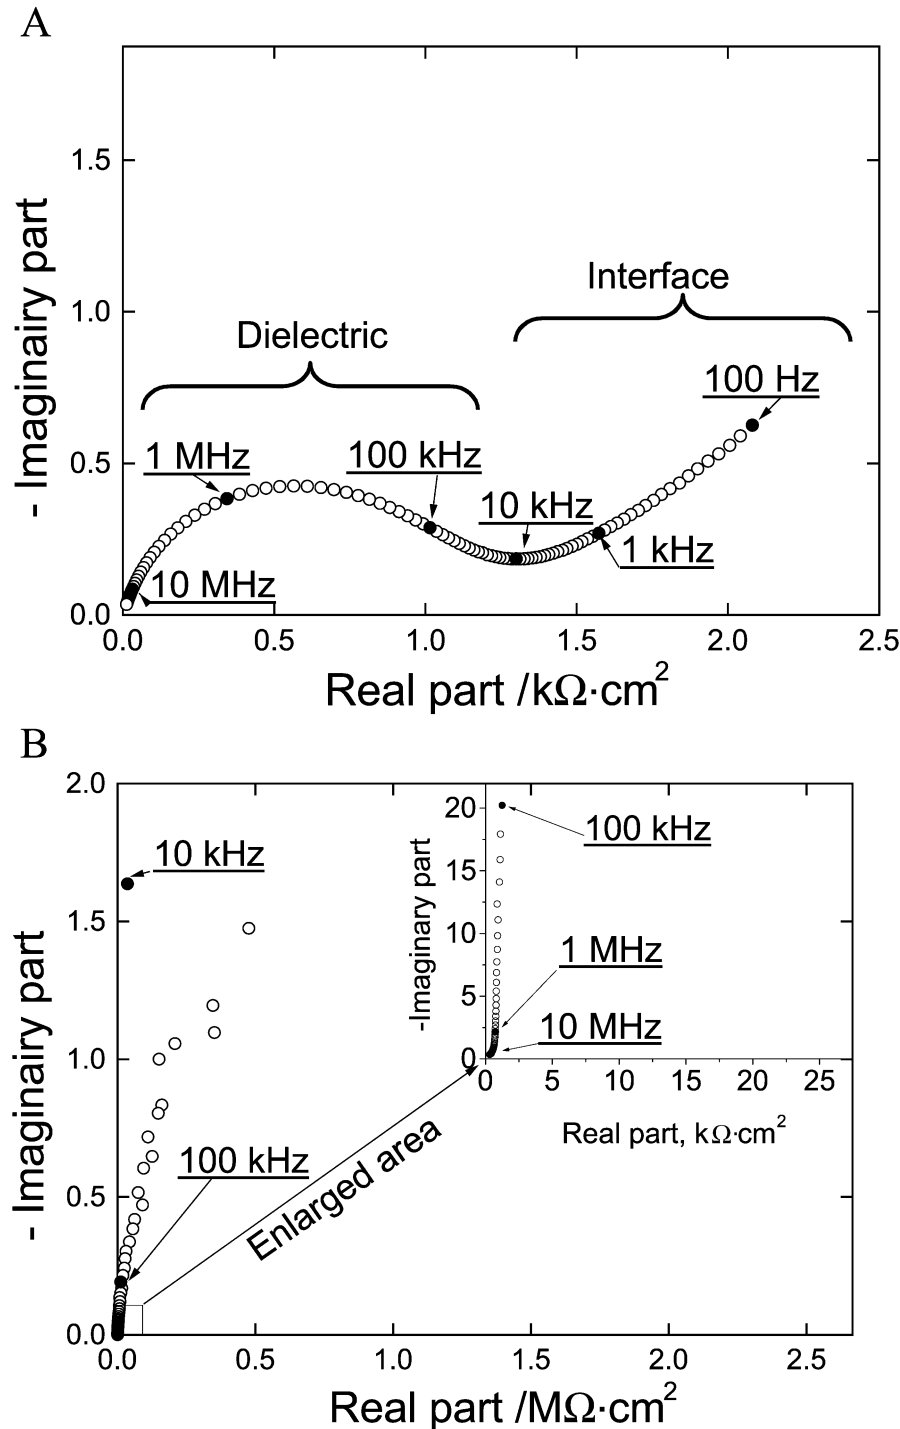 A
- Imaginairy part
1.5
1.0
0.5
0.0
Dielectric
Interface
1 MHz
100 kHz
10 kHz
100 Hz
1 kHz
10 MHz
0.0 0.5 1.0 1.5 2.0 2.5
Real part /kΩ·cm²
B
- Imaginairy part
2.0
1.5
1.0
0.5
0.0
10 kHz
100 kHz
Enlarged area
-Imaginary part
20
15
10
5
0
100 kHz
1 MHz
10 MHz
0 5 10 15 20 25
Real part, kΩ·cm²
0.0 0.5 1.0 1.5 2.0 2.5
Real part /MΩ·cm²